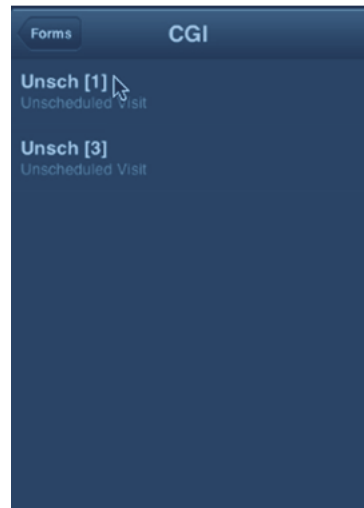 Forms
CGI
Unsch [1]
Unscheduled Visit
Unsch [3]
Unscheduled Visit